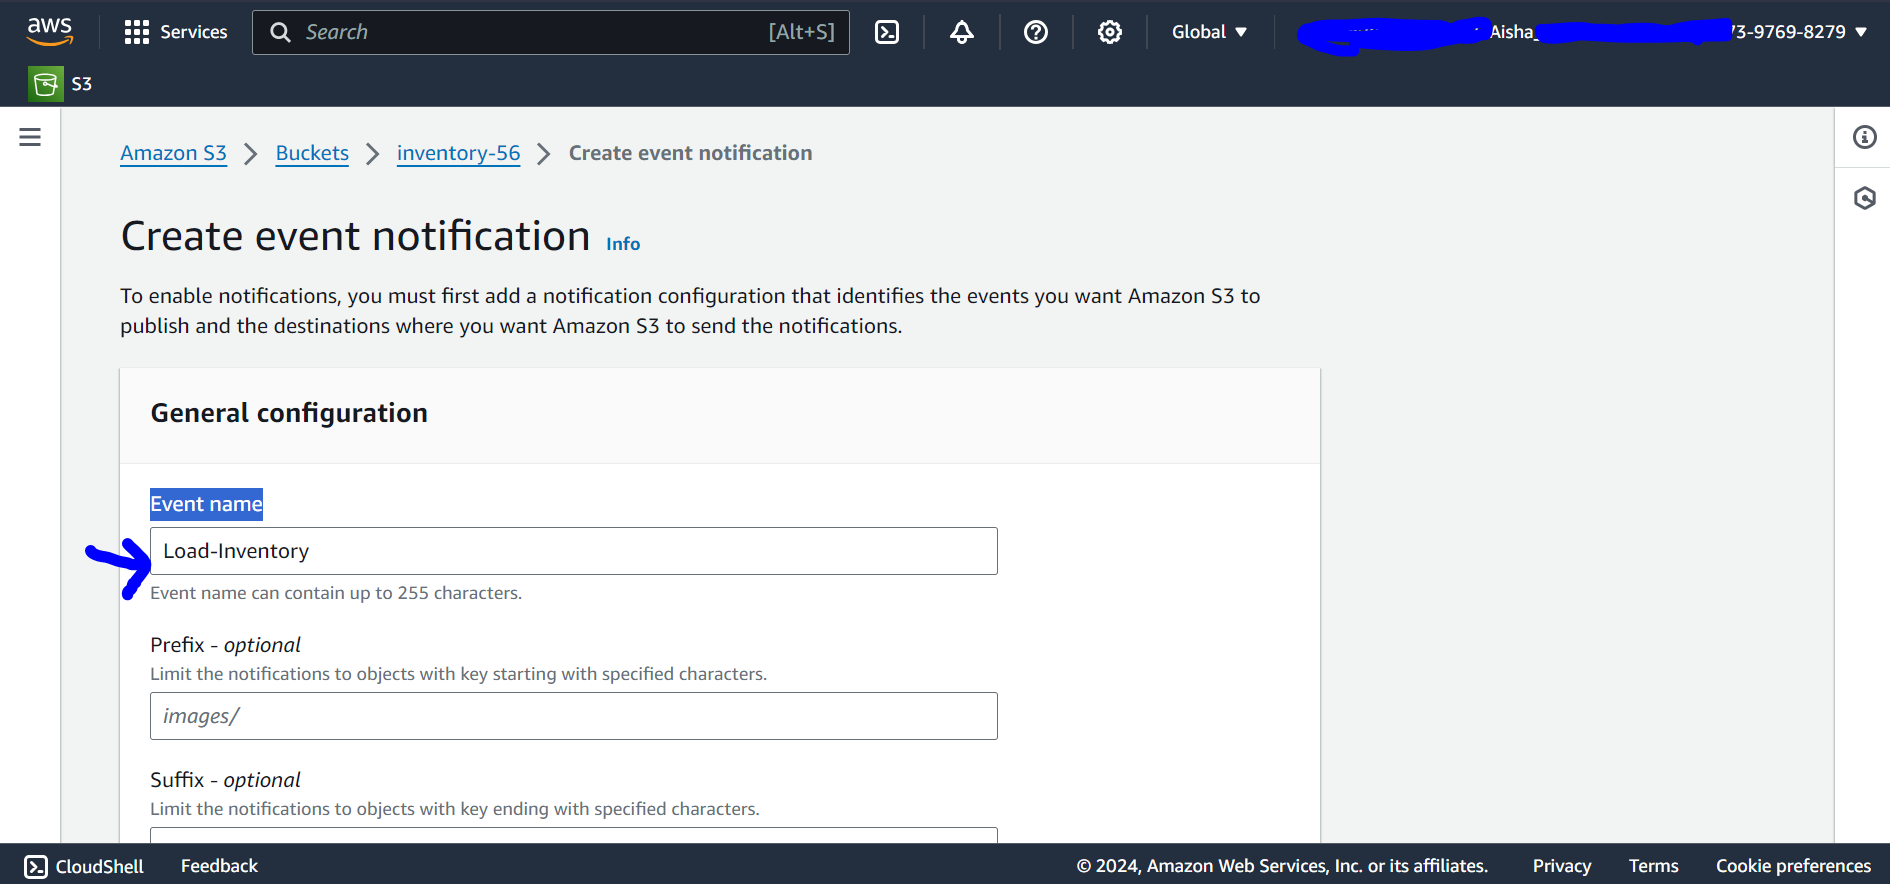 aws Services Search [Alt+S] Global Aisha_ 73-9769-8279
S3
Amazon S3 Buckets inventory-56 Create event notification
Create event notification Info
To enable notifications, you must first add a notification configuration that identifies the events you want Amazon S3 to
publish and the destinations where you want Amazon S3 to send the notifications.
General configuration
Event name
Load-Inventory
Event name can contain up to 255 characters.
Prefix - optional
Limit the notifications to objects with key starting with specified characters.
images/
Suffix - optional
Limit the notifications to objects with key ending with specified characters.
CloudShell Feedback © 2024, Amazon Web Services, Inc. or its affiliates. Privacy Terms Cookie preferences